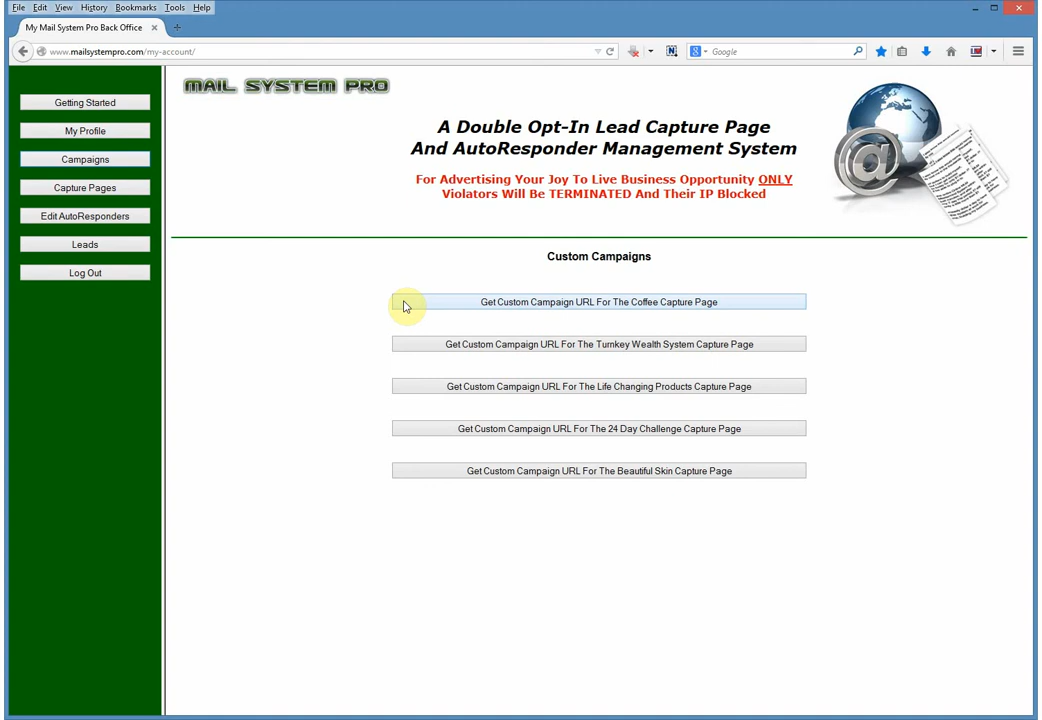 File Edit View History Bookmarks Tools Help
My Mail System Pro Back Office
www.mailsystempro.com/my-account/
Google
Getting Started
My Profile
Campaigns
Capture Pages
Edit AutoResponders
Leads
Log Out
MAIL SYSTEM PRO
A Double Opt-In Lead Capture Page
And AutoResponder Management System
For Advertising Your Joy To Live Business Opportunity ONLY
Violators Will Be TERMINATED And Their IP Blocked
Custom Campaigns
Get Custom Campaign URL For The Coffee Capture Page
Get Custom Campaign URL For The Turnkey Wealth System Capture Page
Get Custom Campaign URL For The Life Changing Products Capture Page
Get Custom Campaign URL For The 24 Day Challenge Capture Page
Get Custom Campaign URL For The Beautiful Skin Capture Page